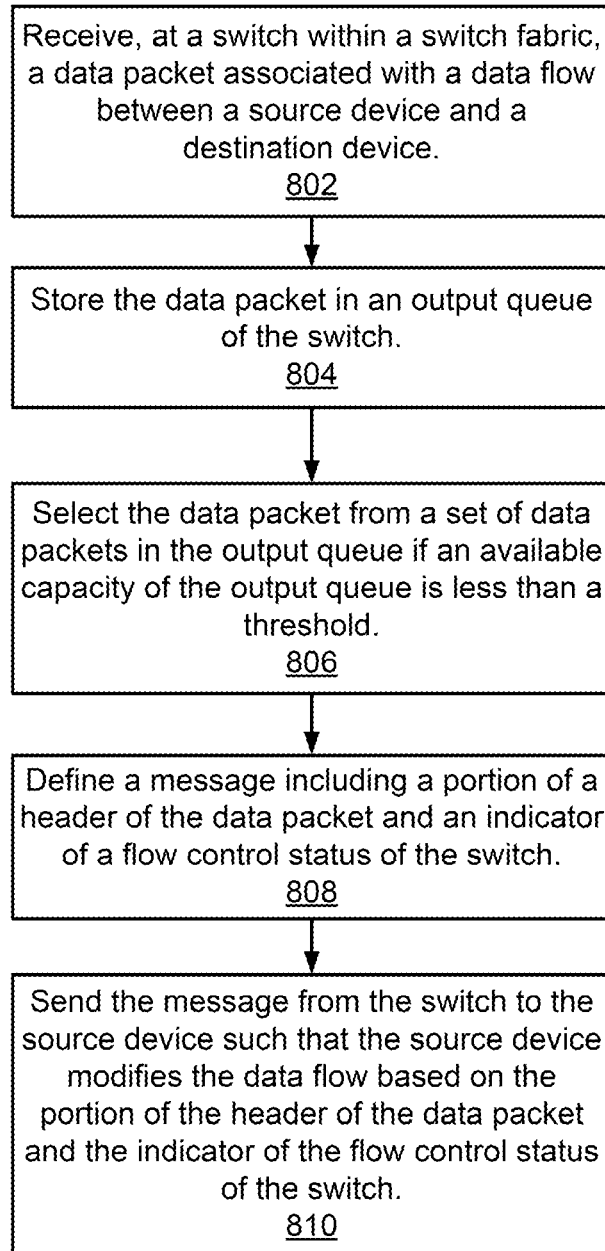 Receive, at a switch within a switch fabric,
a data packet associated with a data flow
between a source device and a
destination device.
802
Store the data packet in an output queue
of the switch.
804
Select the data packet from a set of data
packets in the output queue if an available
capacity of the output queue is less than a
threshold.
806
Define a message including a portion of a
header of the data packet and an indicator
of a flow control status of the switch.
808
Send the message from the switch to the
source device such that the source device
modifies the data flow based on the
portion of the header of the data packet
and the indicator of the flow control status
of the switch.
810